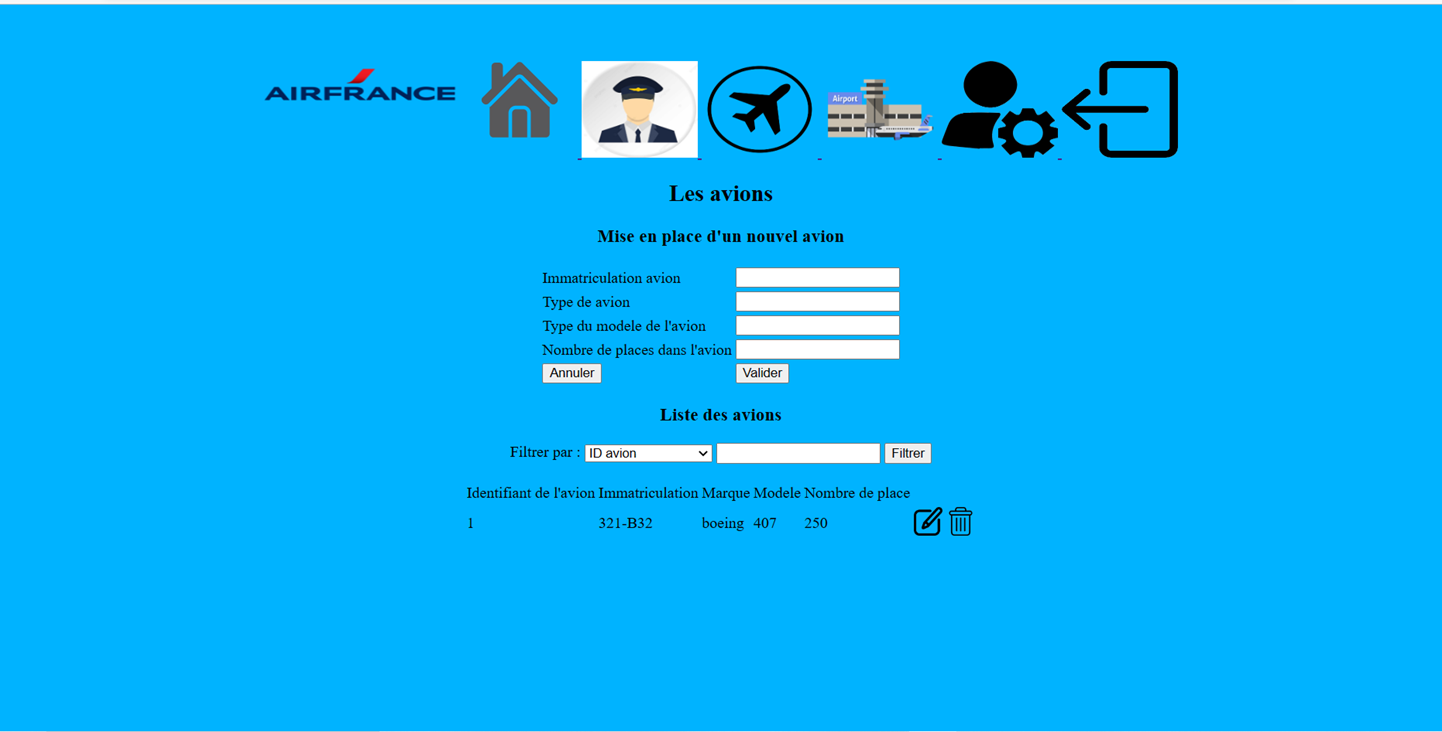 AIRFRANCE
Airport
Les avions
Mise en place d'un nouvel avion
Immatriculation avion
Type de avion
Type du modele de l'avion
Nombre de places dans l'avion
Annuler Valider
Liste des avions
Filtrer par : ID avion Filtrer
Identifiant de l'avion Immatriculation Marque Modele Nombre de place
1 321-B32 boeing 407 250